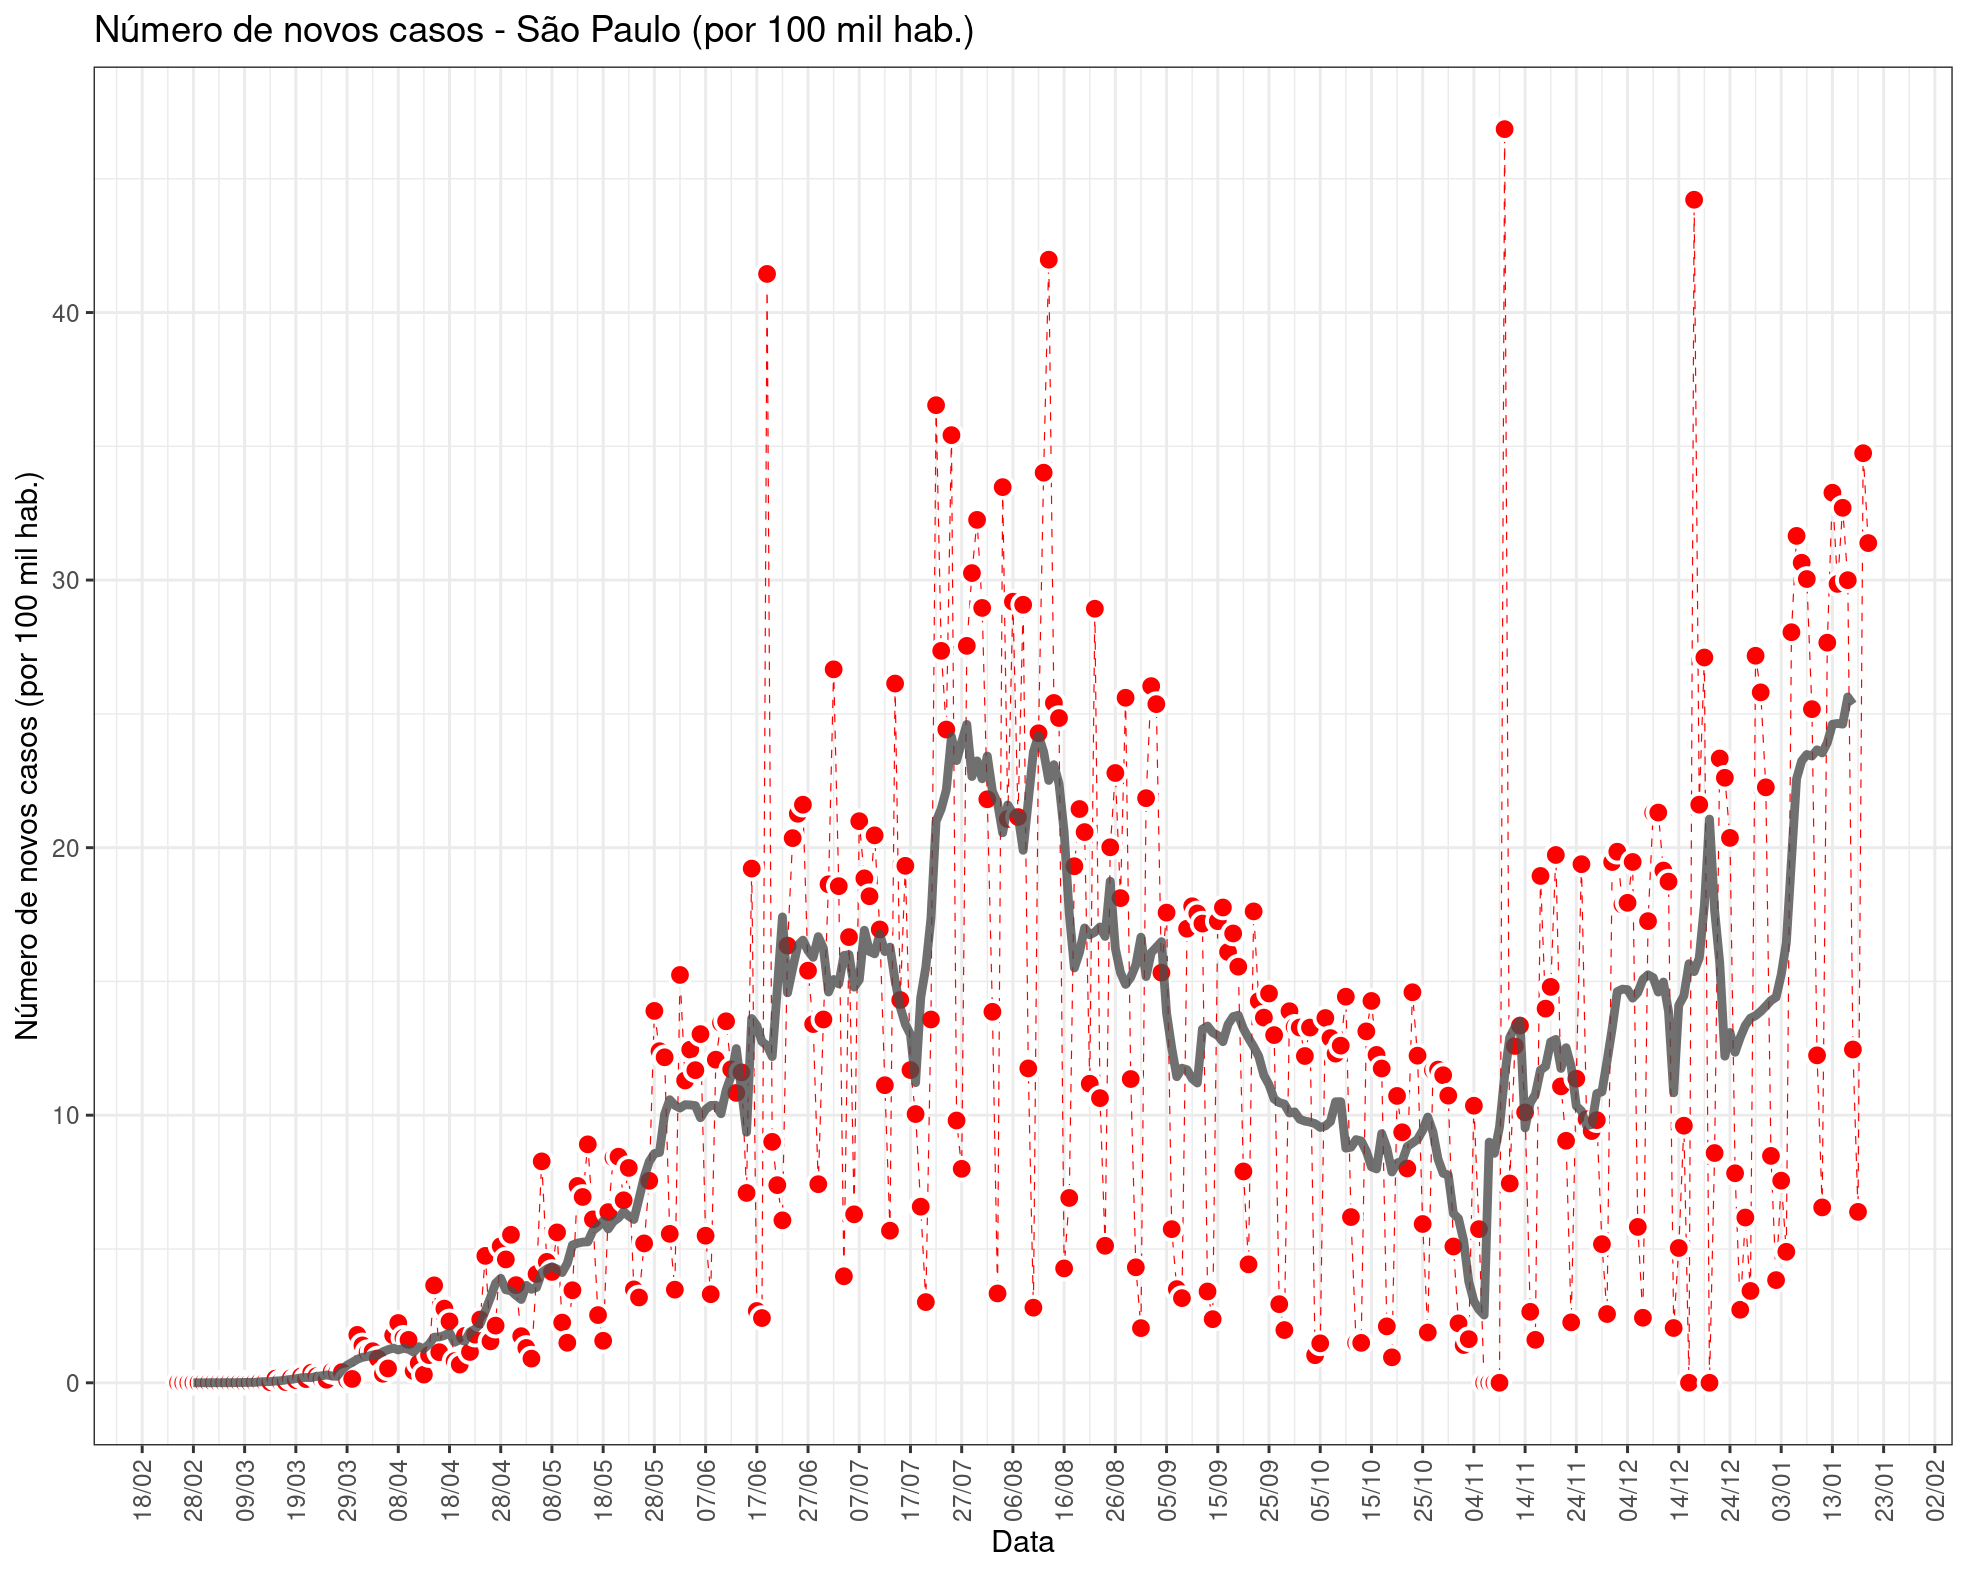 Número de novos casos - São Paulo (por 100 mil hab.)
Número de novos casos (por 100 mil hab.)
40
30
20
10
0
18/02 28/02 09/03 19/03 29/03 08/04 18/04 28/04 08/05 18/05 28/05 07/06 17/06 27/06 07/07 17/07 27/07 06/08 16/08 26/08 05/09 15/09 25/09 05/10 15/10 25/10 04/11 14/11 24/11 04/12 14/12 24/12 03/01 13/01 23/01 02/02
Data